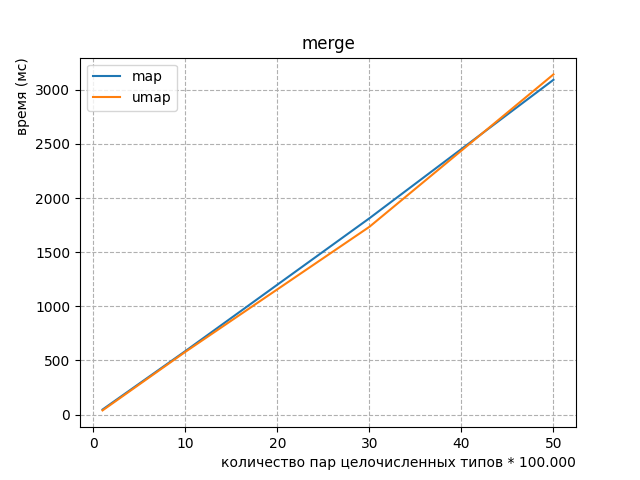 merge
время (мс)
map
umap
3000
2500
2000
1500
1000
500
0
0 10 20 30 40 50
количество пар целочисленных типов * 100.000